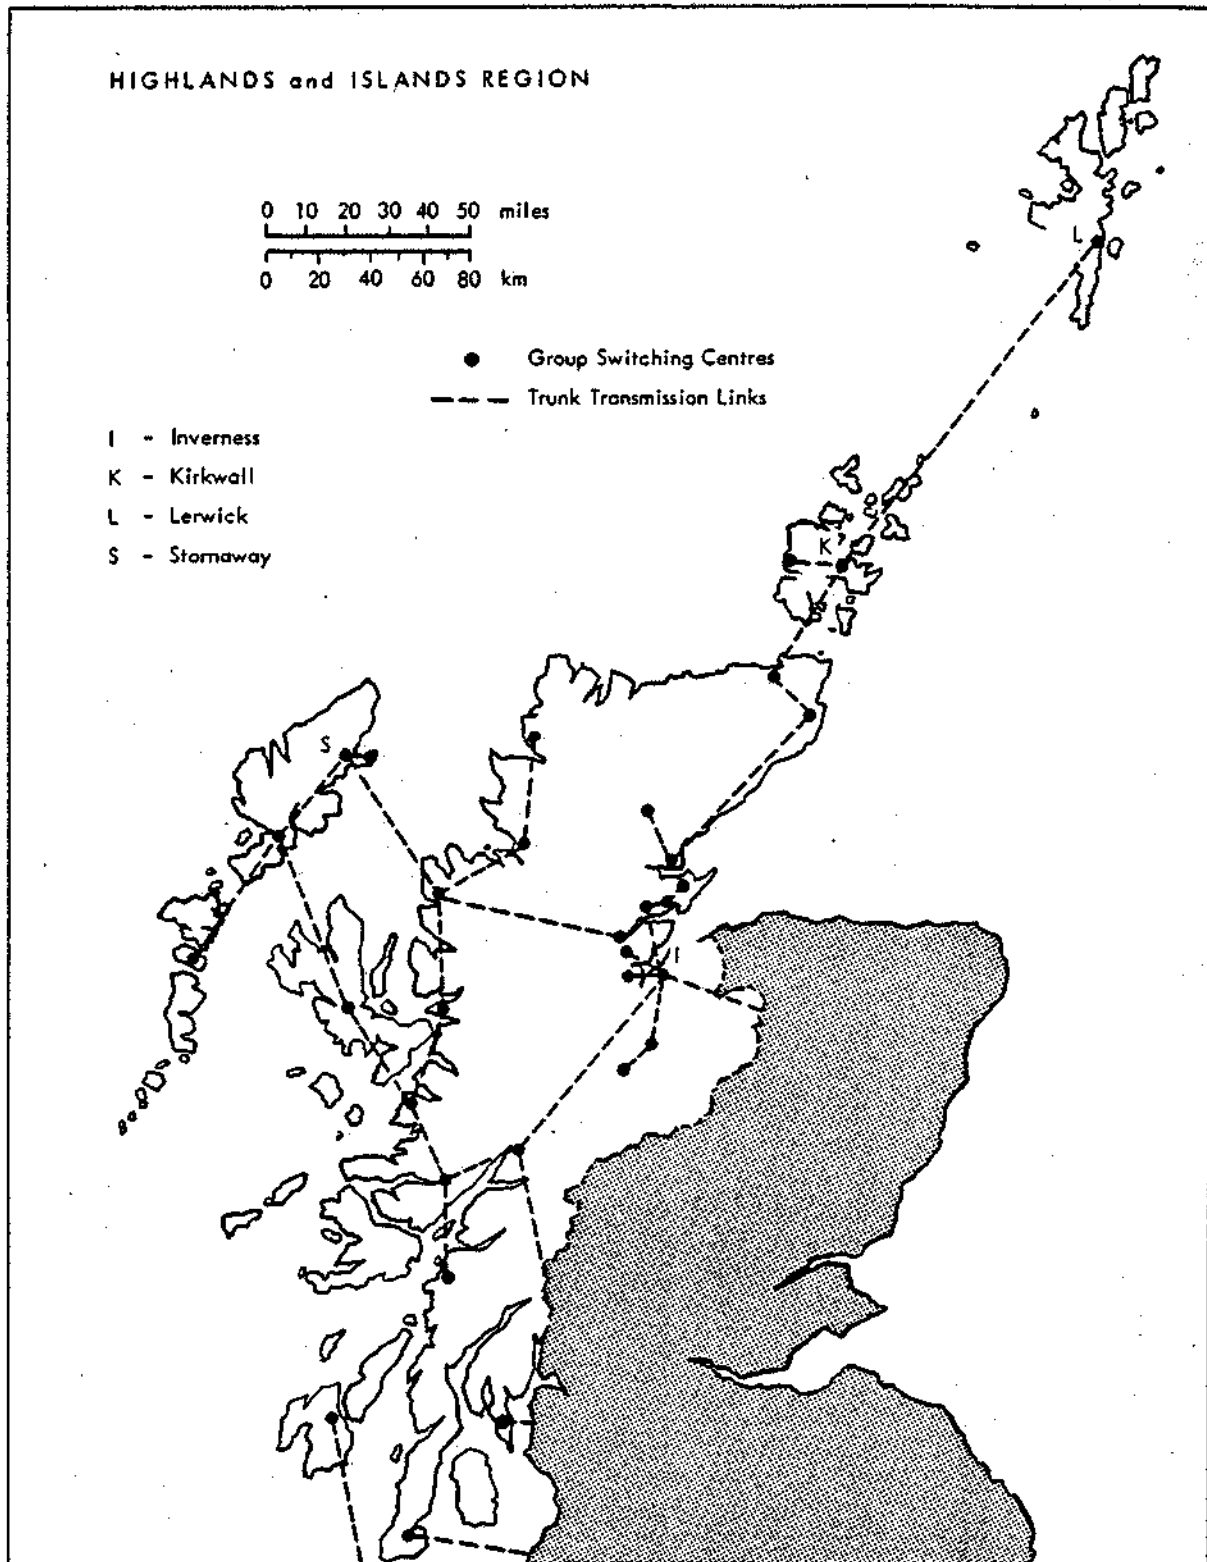 HIGHLANDS and ISLANDS REGION
0 10 20 30 40 50 miles
0 20 40 60 80 km
Group Switching Centres
Trunk Transmission Links
I - Inverness
K - Kirkwall
L - Lerwick
S - Stornaway
L
K
S
I